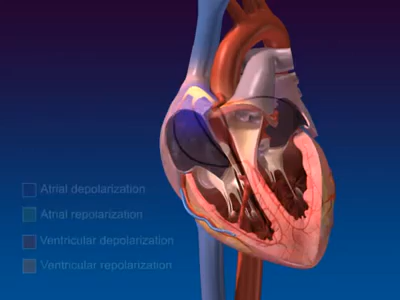 Atrial depolarization
Atrial repolarization
Ventricular depolarization
Ventricular repolarization